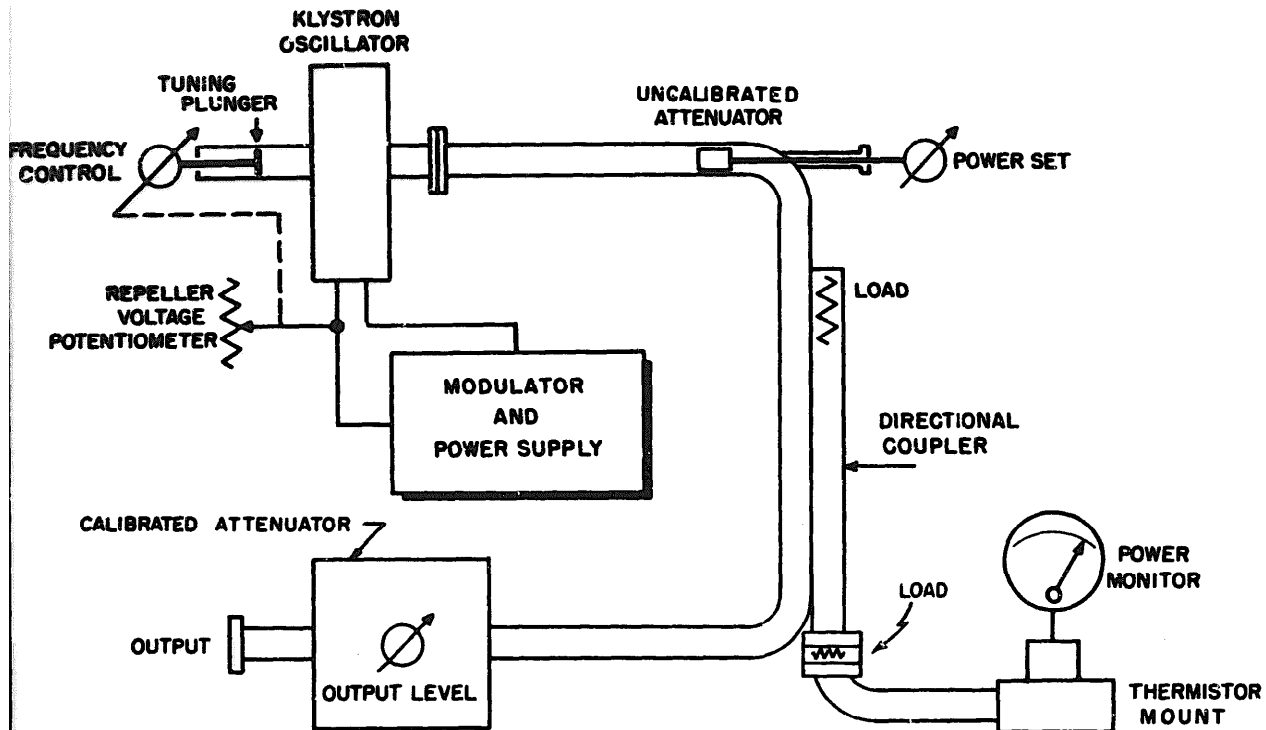 KLYSTRON
OSCILLATOR
TUNING
PLUNGER
UNCALIBRATED
ATTENUATOR
FREQUENCY
CONTROL
POWER SET
REPELLER
VOLTAGE
POTENTIOMETER
LOAD
MODULATOR
AND
POWER SUPPLY
DIRECTIONAL
COUPLER
CALIBRATED ATTENUATOR
POWER
MONITOR
LOAD
OUTPUT
OUTPUT LEVEL
THERMISTOR
MOUNT